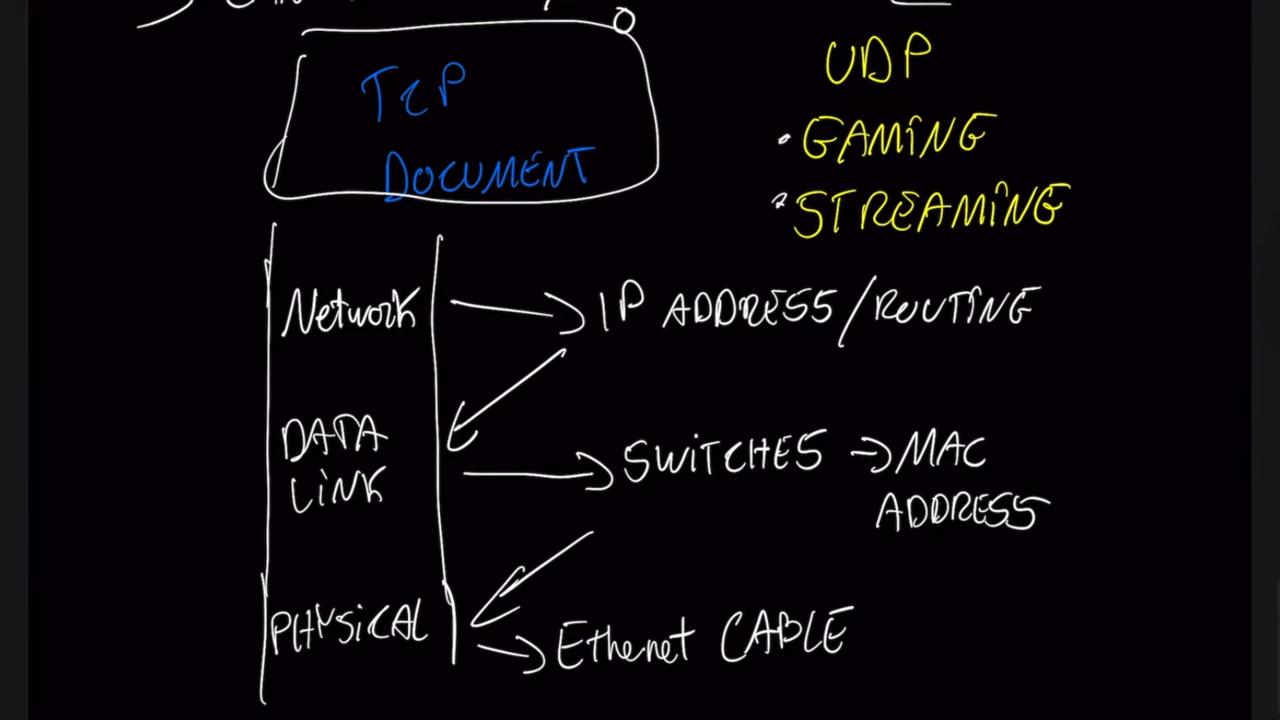 TCP
DOCUMENT
UDP
• GAMING
• STREAMING
Network → IP ADDRESS/ROUTING
DATA
LINK → SWITCHES → MAC
ADDRESS
PHYSICAL → Ethernet CABLE